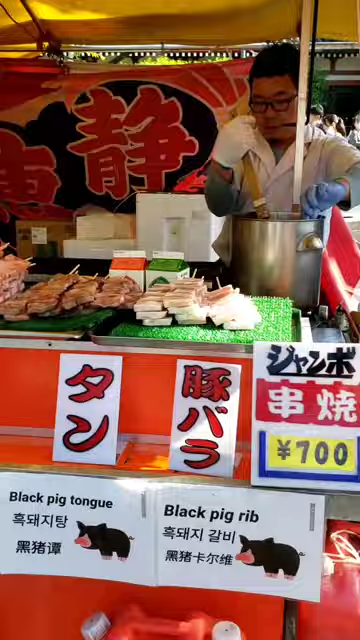 静
タン
豚バラ
ジャンボ
串焼
¥700
Black pig tongue
흑돼지탕
黑猪谭
Black pig rib
흑돼지 갈비
黑猪卡尔维